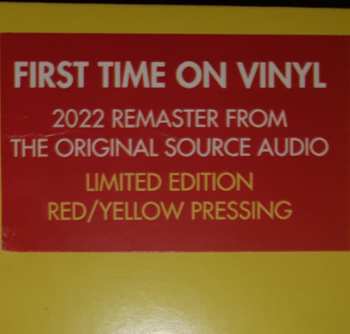 FIRST TIME ON VINYL
2022 REMASTER FROM
THE ORIGINAL SOURCE AUDIO
LIMITED EDITION
RED/YELLOW PRESSING